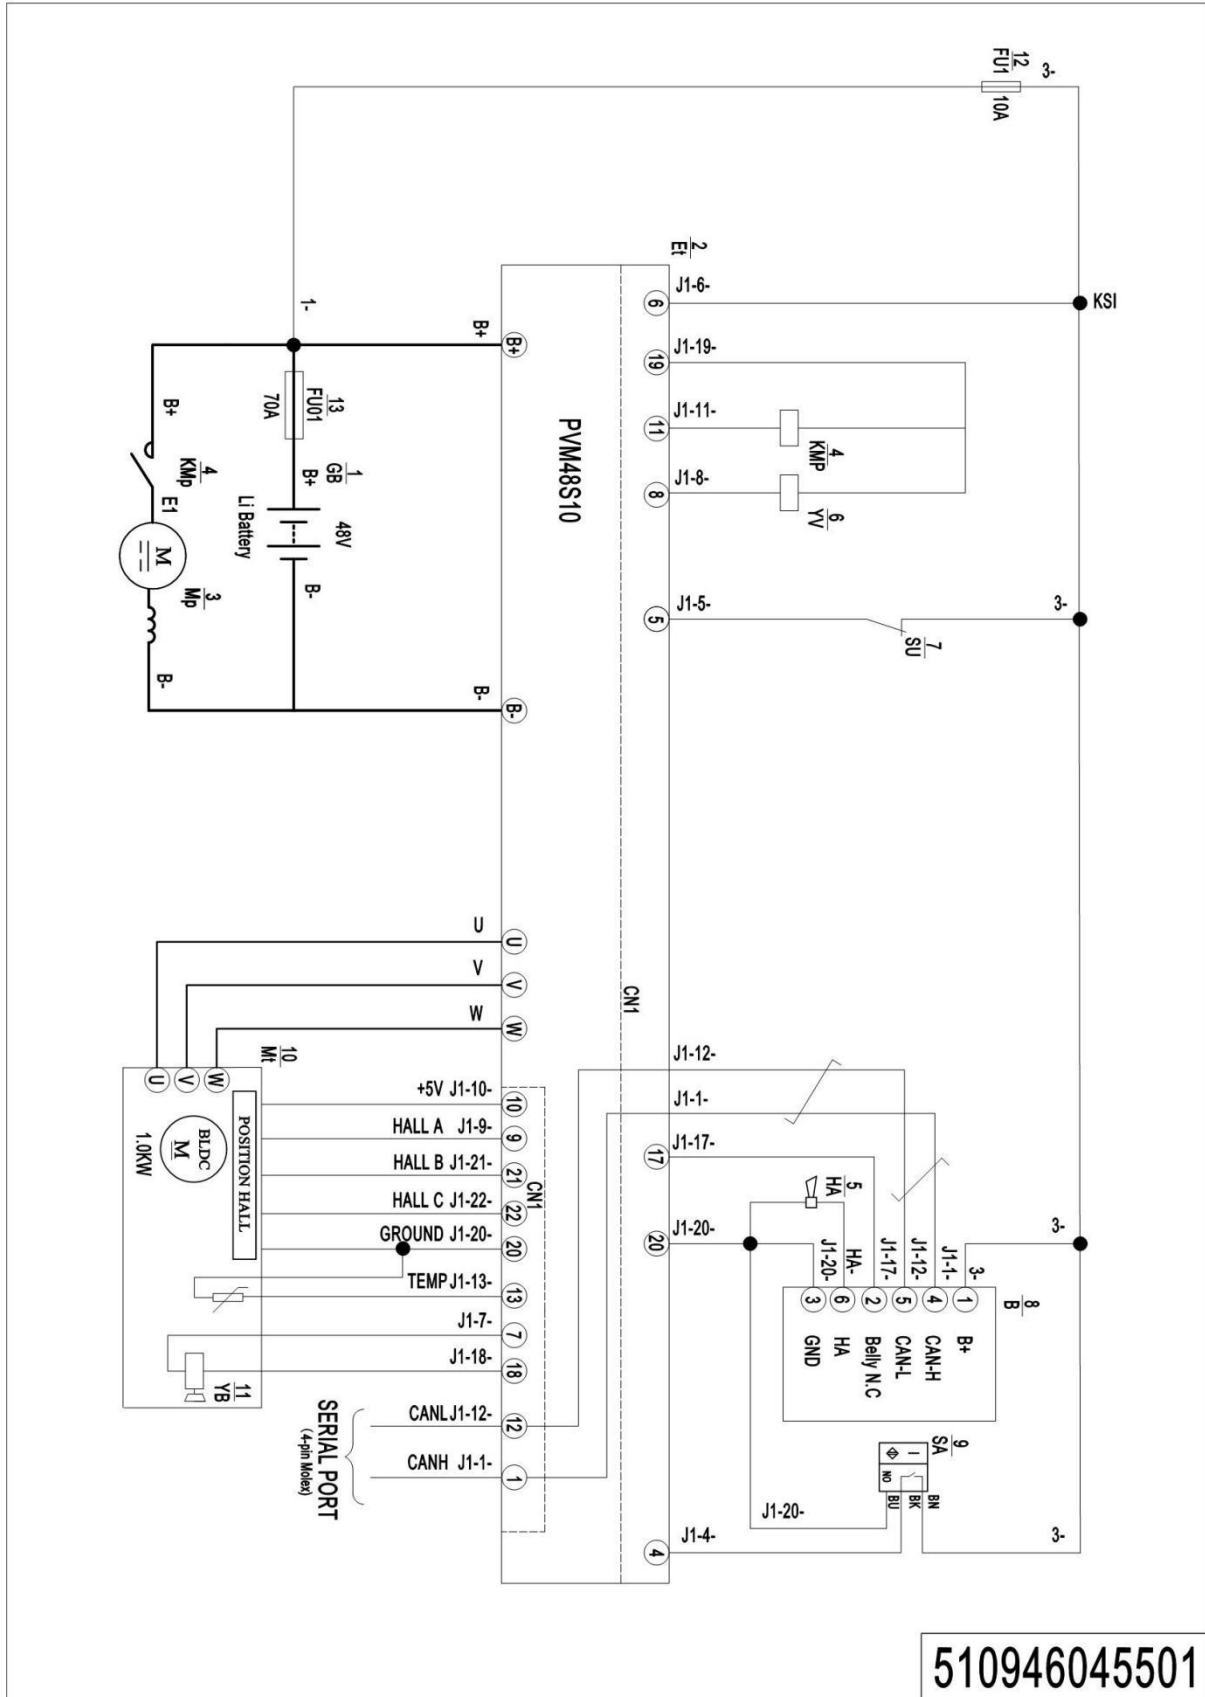 12
FU1
10A
3-
KSI
2
Et
J1-6-
6
J1-19-
19
J1-11-
11
4
KMP
J1-8-
8
6
YV
J1-5-
5
7
SU
3-
1-
B+
B+
PVM48S10
B+
4
KMp
E1
M
3
Mp
B-
13
FU01
70A
1
GB
B+
Li Battery
48V
B-
B-
B-
CN1
U
U
V
V
W
W
10
Mt
U
V
W
POSITION HALL
BLDC
M
1.0KW
+5V J1-10-
10
HALL A J1-9-
9
HALL B J1-21-
21
HALL C J1-22-
22
GROUND J1-20-
20
TEMP J1-13-
13
J1-7-
7
J1-18-
18
11
YB
CANL J1-12-
12
CANH J1-1-
1
CN1
SERIAL PORT
(4-pin Molex)
J1-12-
J1-1-
J1-17-
17
J1-20-
20
5
HA
J1-20-
HA-
J1-17-
J1-12-
J1-1-
3-
3-
8
B
3
6
2
5
4
1
GND
HA
Belly N.C
CAN-L
CAN-H
B+
9
SA
I
NO
BU
BK
BN
J1-20-
J1-4-
4
3-
510946045501